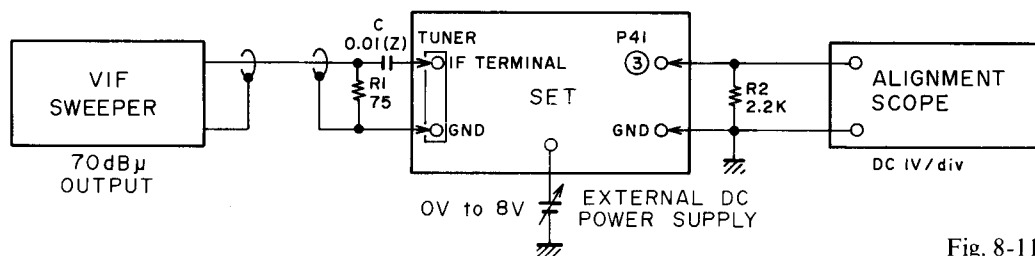 VIF
SWEEPER
70dBμ
OUTPUT
C
0.01(Z)
R1
75
TUNER
IF TERMINAL
GND
SET
P41
3
GND
0V to 8V
EXTERNAL DC
POWER SUPPLY
R2
2.2K
ALIGNMENT
SCOPE
DC 1V/div
Fig. 8-11